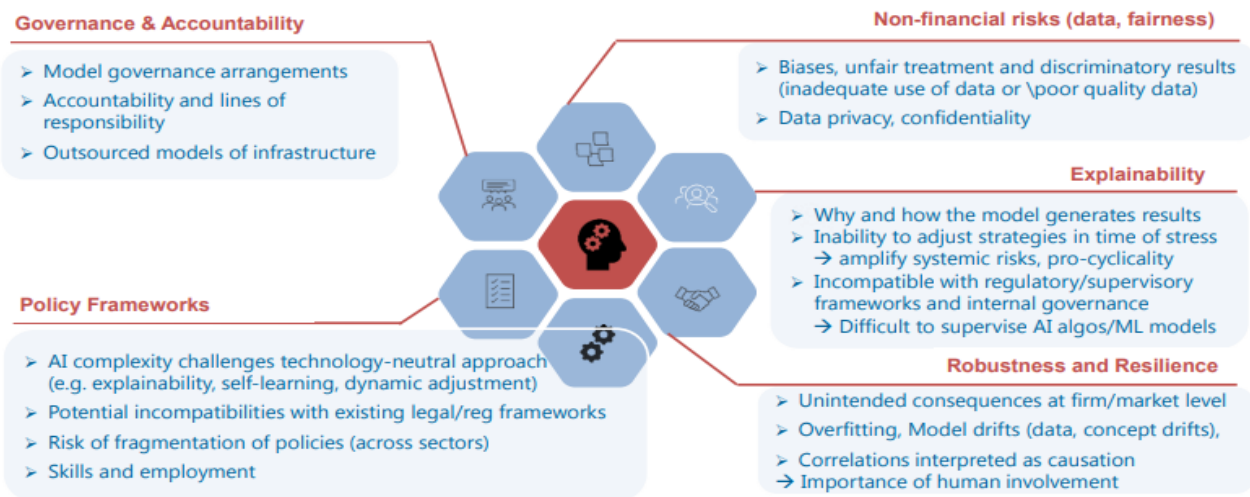 Governance & Accountability
➢ Model governance arrangements
➢ Accountability and lines of
responsibility
➢ Outsourced models of infrastructure
Non-financial risks (data, fairness)
➢ Biases, unfair treatment and discriminatory results
(inadequate use of data or \poor quality data)
➢ Data privacy, confidentiality
Explainability
➢ Why and how the model generates results
➢ Inability to adjust strategies in time of stress
→ amplify systemic risks, pro-cyclicality
➢ Incompatible with regulatory/supervisory
frameworks and internal governance
→ Difficult to supervise AI algos/ML models
Policy Frameworks
➢ AI complexity challenges technology-neutral approach
(e.g. explainability, self-learning, dynamic adjustment)
➢ Potential incompatibilities with existing legal/reg frameworks
➢ Risk of fragmentation of policies (across sectors)
➢ Skills and employment
Robustness and Resilience
➢ Unintended consequences at firm/market level
➢ Overfitting, Model drifts (data, concept drifts),
➢ Correlations interpreted as causation
→ Importance of human involvement